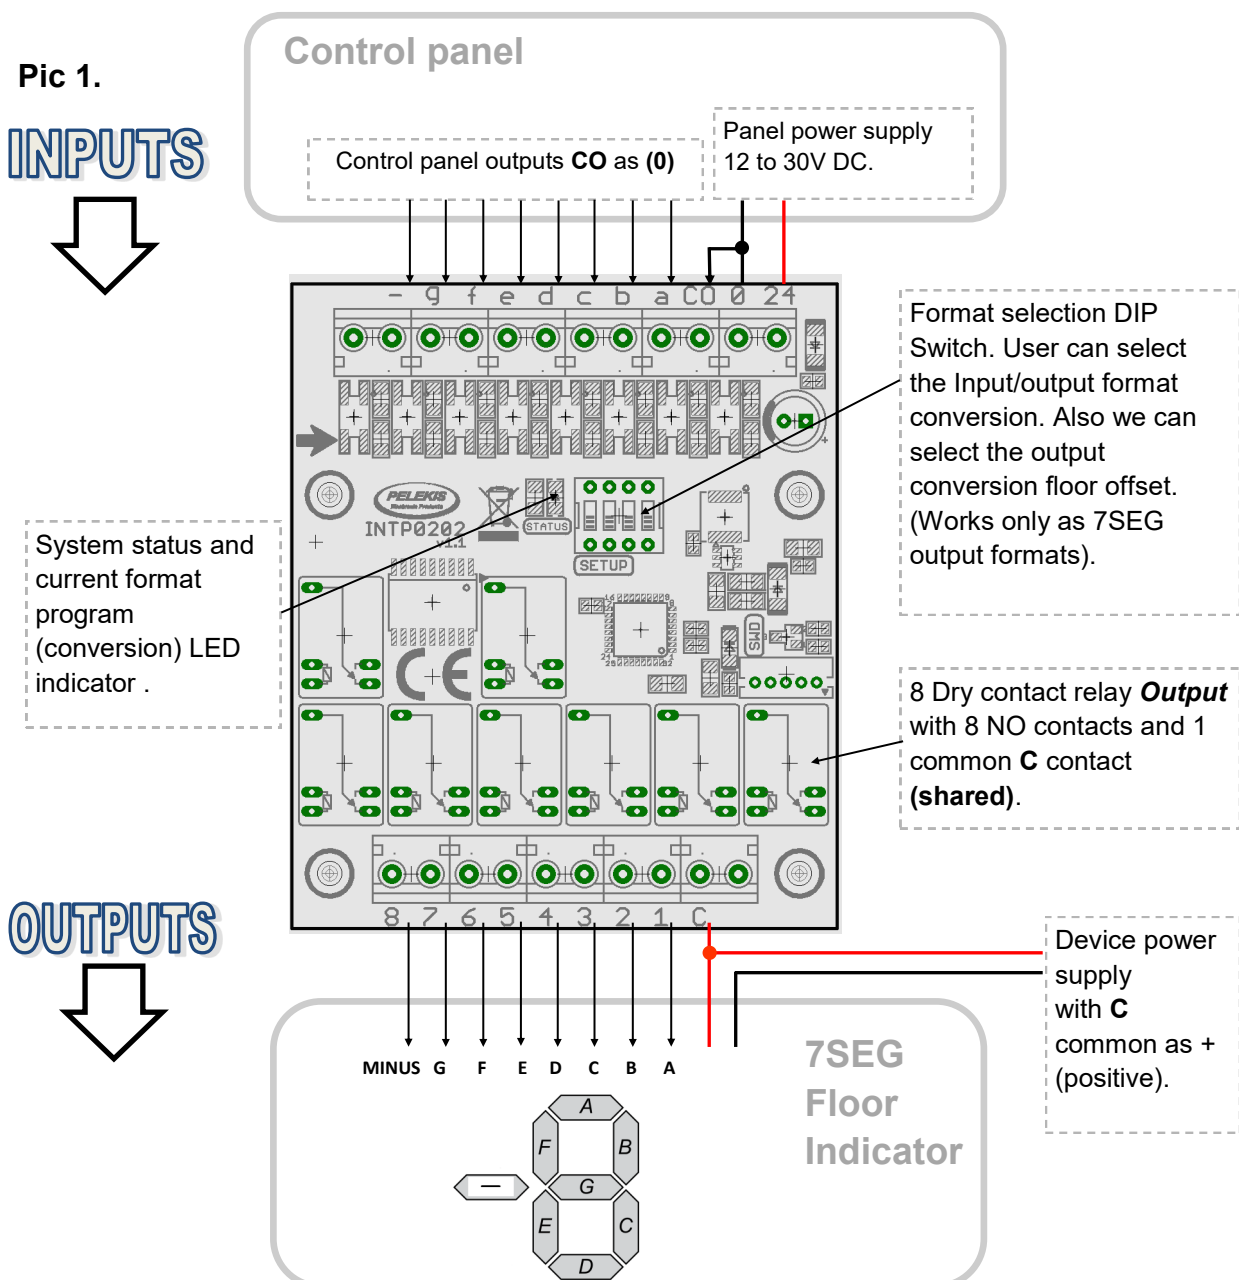 Control panel
Pic 1.
INPUTS
Control panel outputs CO as (0)
Panel power supply
12 to 30V DC.
- g f e d c b a CO 0 24
Format selection DIP
Switch. User can select
the Input/output format
conversion. Also we can
select the output
conversion floor offset.
(Works only as 7SEG
output formats).
PELEKIS
Electronic Products
INTP0202
v1.1
STATUS
SETUP
System status and
current format
program
(conversion) LED
indicator .
CE
SWD
8 Dry contact relay Output
with 8 NO contacts and 1
common C contact
(shared).
8 7 6 5 4 3 2 1 C
OUTPUTS
Device power
supply
with C
common as +
(positive).
MINUS G F E D C B A
7SEG
Floor
Indicator
A
F B
— G
E C
D